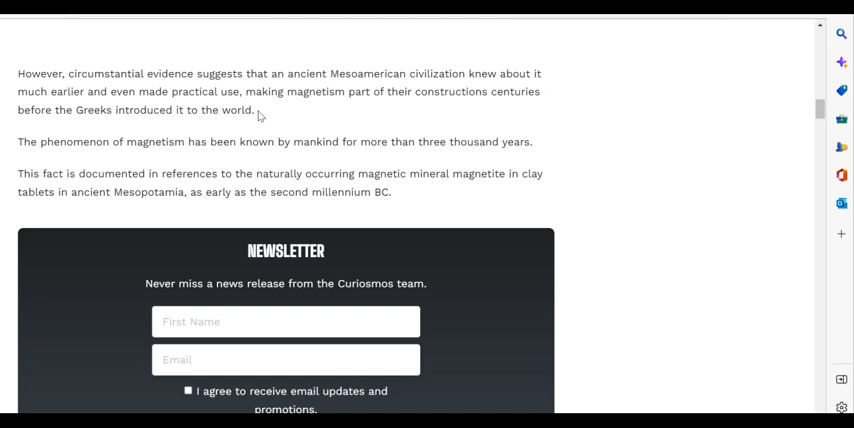 However, circumstantial evidence suggests that an ancient Mesoamerican civilization knew about it
much earlier and even made practical use, making magnetism part of their constructions centuries
before the Greeks introduced it to the world.
The phenomenon of magnetism has been known by mankind for more than three thousand years.
This fact is documented in references to the naturally occurring magnetic mineral magnetite in clay
tablets in ancient Mesopotamia, as early as the second millennium BC.
NEWSLETTER
Never miss a news release from the Curiosmos team.
First Name
Email
I agree to receive email updates and
promotions.